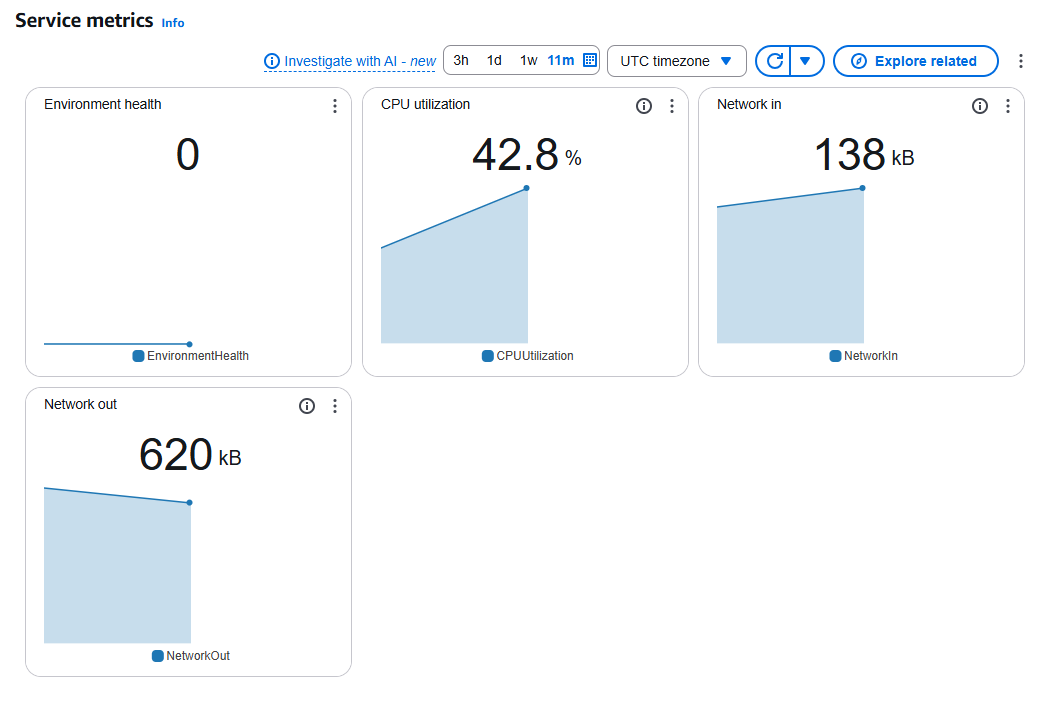 Service metrics Info
Investigate with AI - new 3h 1d 1w 11m UTC timezone Explore related
Environment health
0
EnvironmentHealth
CPU utilization
42.8 %
CPUUtilization
Network in
138 kB
NetworkIn
Network out
620 kB
NetworkOut